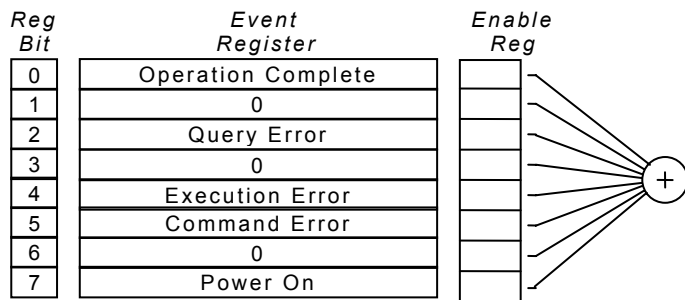 Reg Bit Event Register Enable Reg
0 Operation Complete
1 0
2 Query Error
3 0
4 Execution Error
5 Command Error
6 0
7 Power On
+